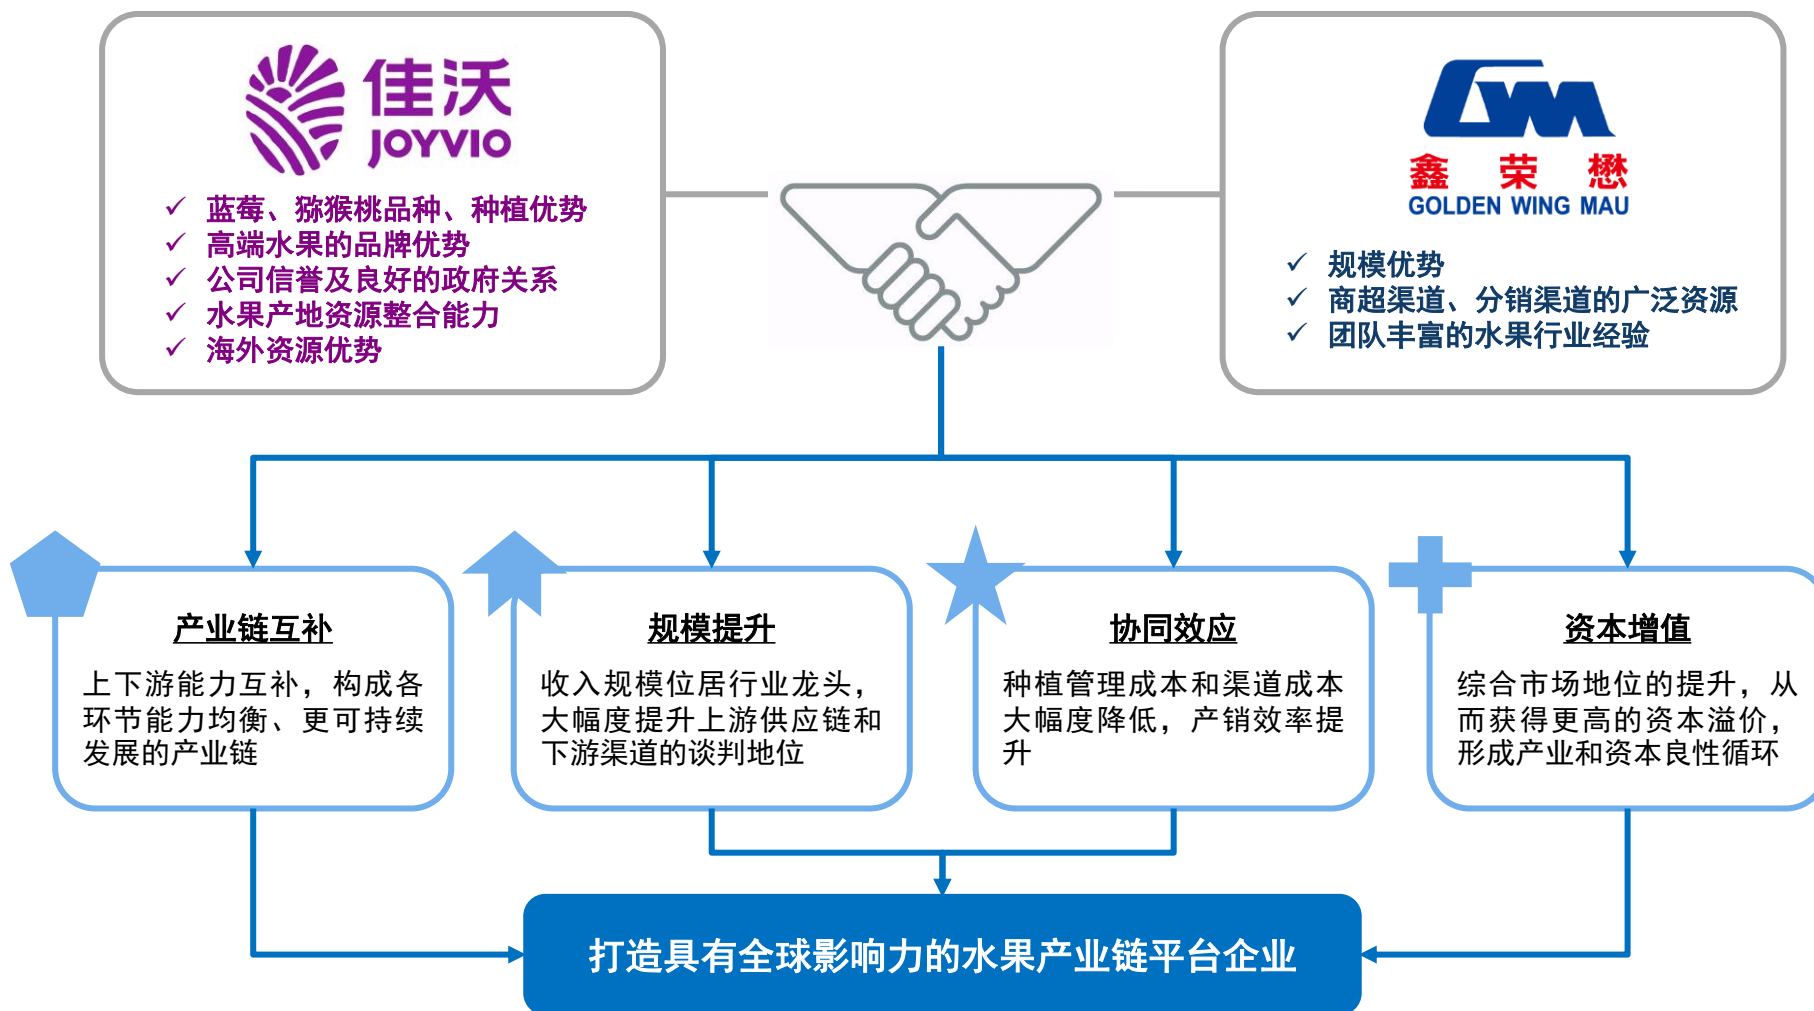 佳沃
JOYVIO
蓝莓、猕猴桃品种、种植优势
高端水果的品牌优势
公司信誉及良好的政府关系
水果产地资源整合能力
海外资源优势
鑫荣懋
GOLDEN WING MAU
规模优势
商超渠道、分销渠道的广泛资源
团队丰富的水果行业经验
产业链互补
上下游能力互补，构成各
环节能力均衡、更可持续
发展的产业链
规模提升
收入规模位居行业龙头，
大幅度提升上游供应链和
下游渠道的谈判地位
协同效应
种植管理成本和渠道成本
大幅度降低，产销效率提
升
资本增值
综合市场地位的提升，从
而获得更高的资本溢价，
形成产业和资本良性循环
打造具有全球影响力的水果产业链平台企业